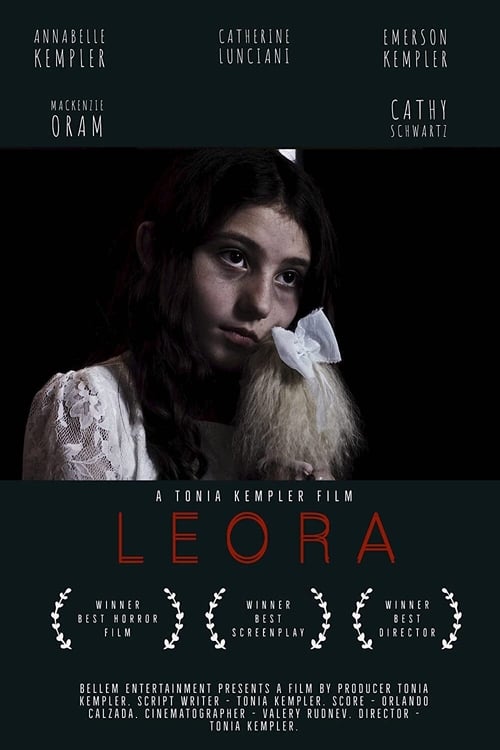 ANNABELLE
KEMPLER
CATHERINE
LUNCIANI
EMERSON
KEMPLER
MACKENZIE
ORAM
CATHY
SCHWARTZ
A TONIA KEMPLER FILM
LEORA
WINNER
BEST HORROR
FILM
WINNER
BEST
SCREENPLAY
WINNER
BEST
DIRECTOR
BELLEM ENTERTAINMENT PRESENTS A FILM BY PRODUCER TONIA
KEMPLER. SCRIPT WRITER - TONIA KEMPLER. SCORE - ORLANDO
CALZADA. CINEMATOGRAPHER - VALERY RUDNEV. DIRECTOR -
TONIA KEMPLER.